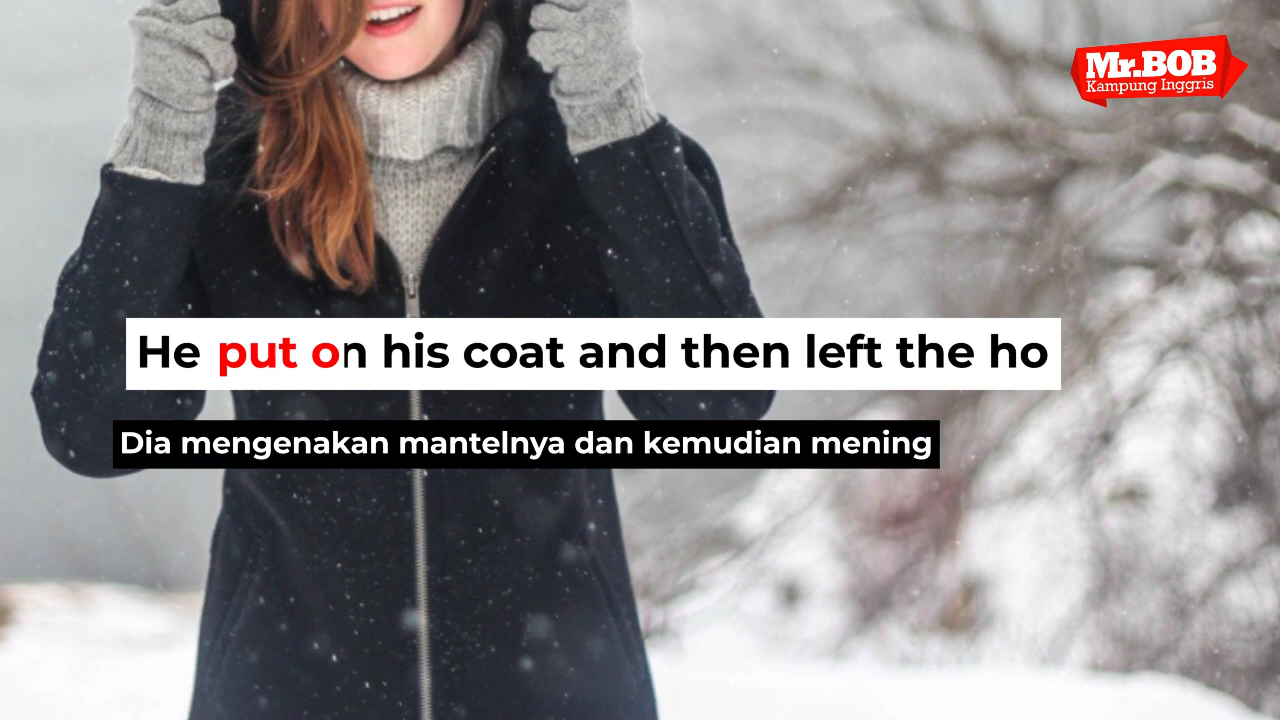 Mr.BOB
Kampung Inggris
He put on his coat and then left the ho
Dia mengenakan mantelnya dan kemudian mening